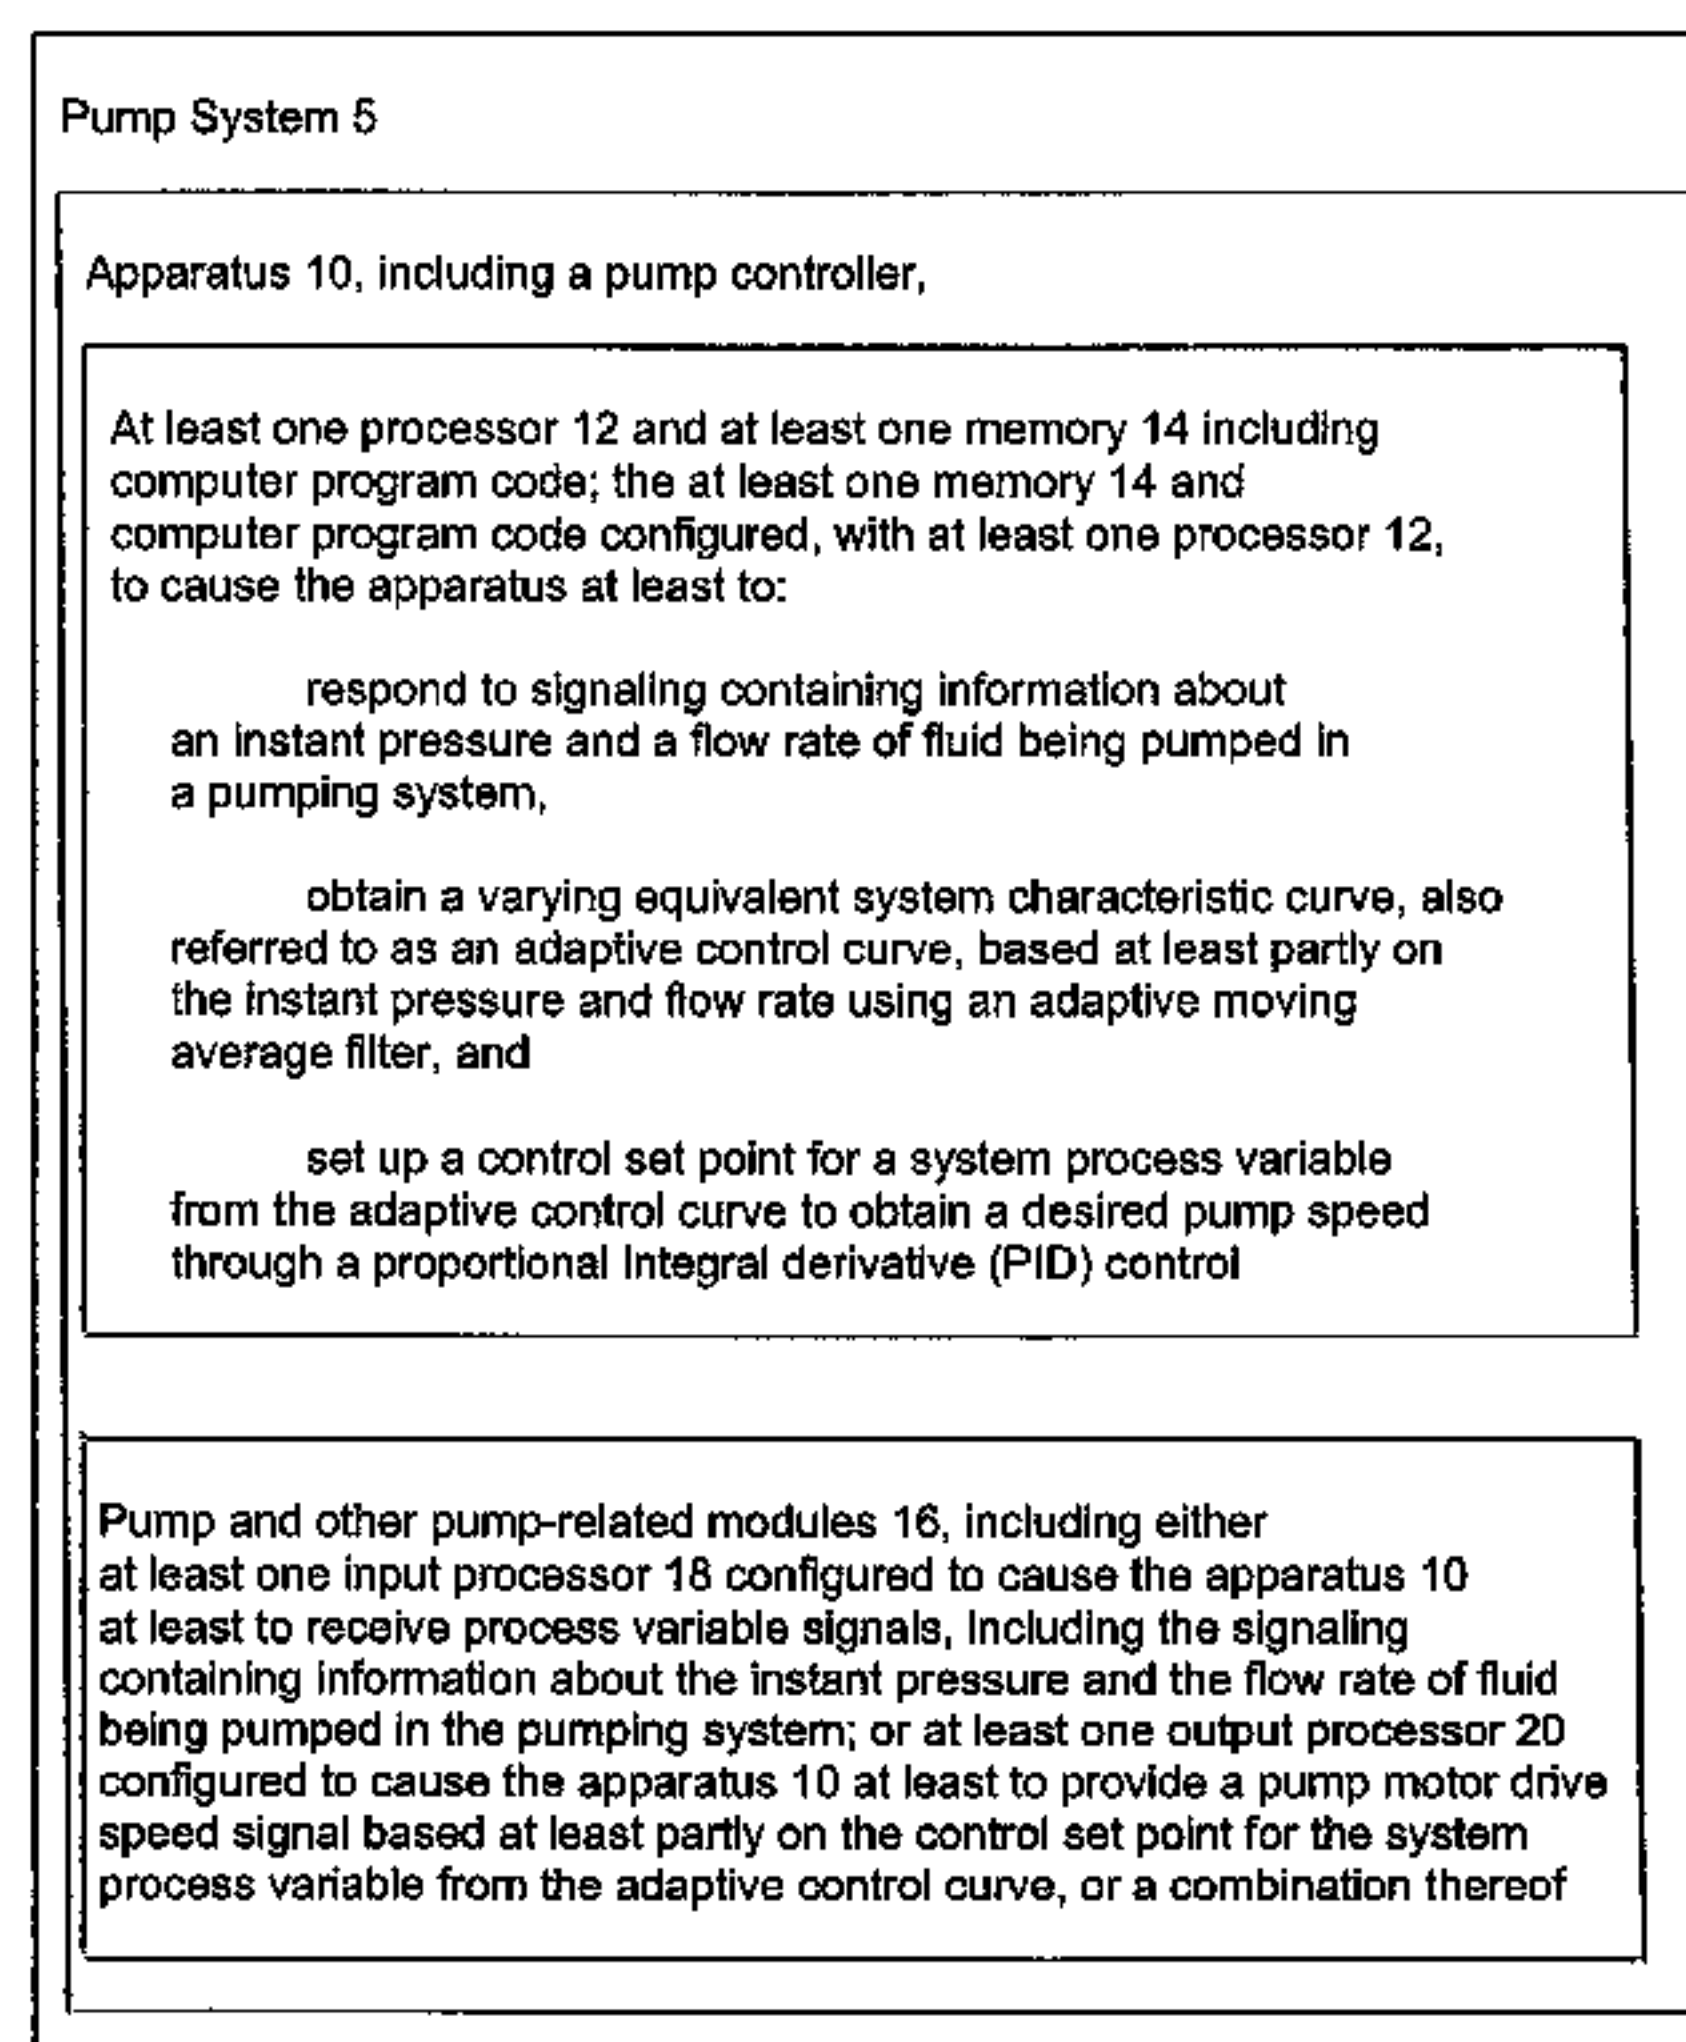 Pump System 5
Apparatus 10, including a pump controller,
At least one processor 12 and at least one memory 14 including
computer program code; the at least one memory 14 and
computer program code configured, with at least one processor 12,
to cause the apparatus at least to:
respond to signaling containing information about
an instant pressure and a flow rate of fluid being pumped in
a pumping system,
obtain a varying equivalent system characteristic curve, also
referred to as an adaptive control curve, based at least partly on
the instant pressure and flow rate using an adaptive moving
average filter, and
set up a control set point for a system process variable
from the adaptive control curve to obtain a desired pump speed
through a proportional integral derivative (PID) control
Pump and other pump-related modules 16, including either
at least one input processor 18 configured to cause the apparatus 10
at least to receive process variable signals, including the signaling
containing information about the instant pressure and the flow rate of fluid
being pumped in the pumping system; or at least one output processor 20
configured to cause the apparatus 10 at least to provide a pump motor drive
speed signal based at least partly on the control set point for the system
process variable from the adaptive control curve, or a combination thereof